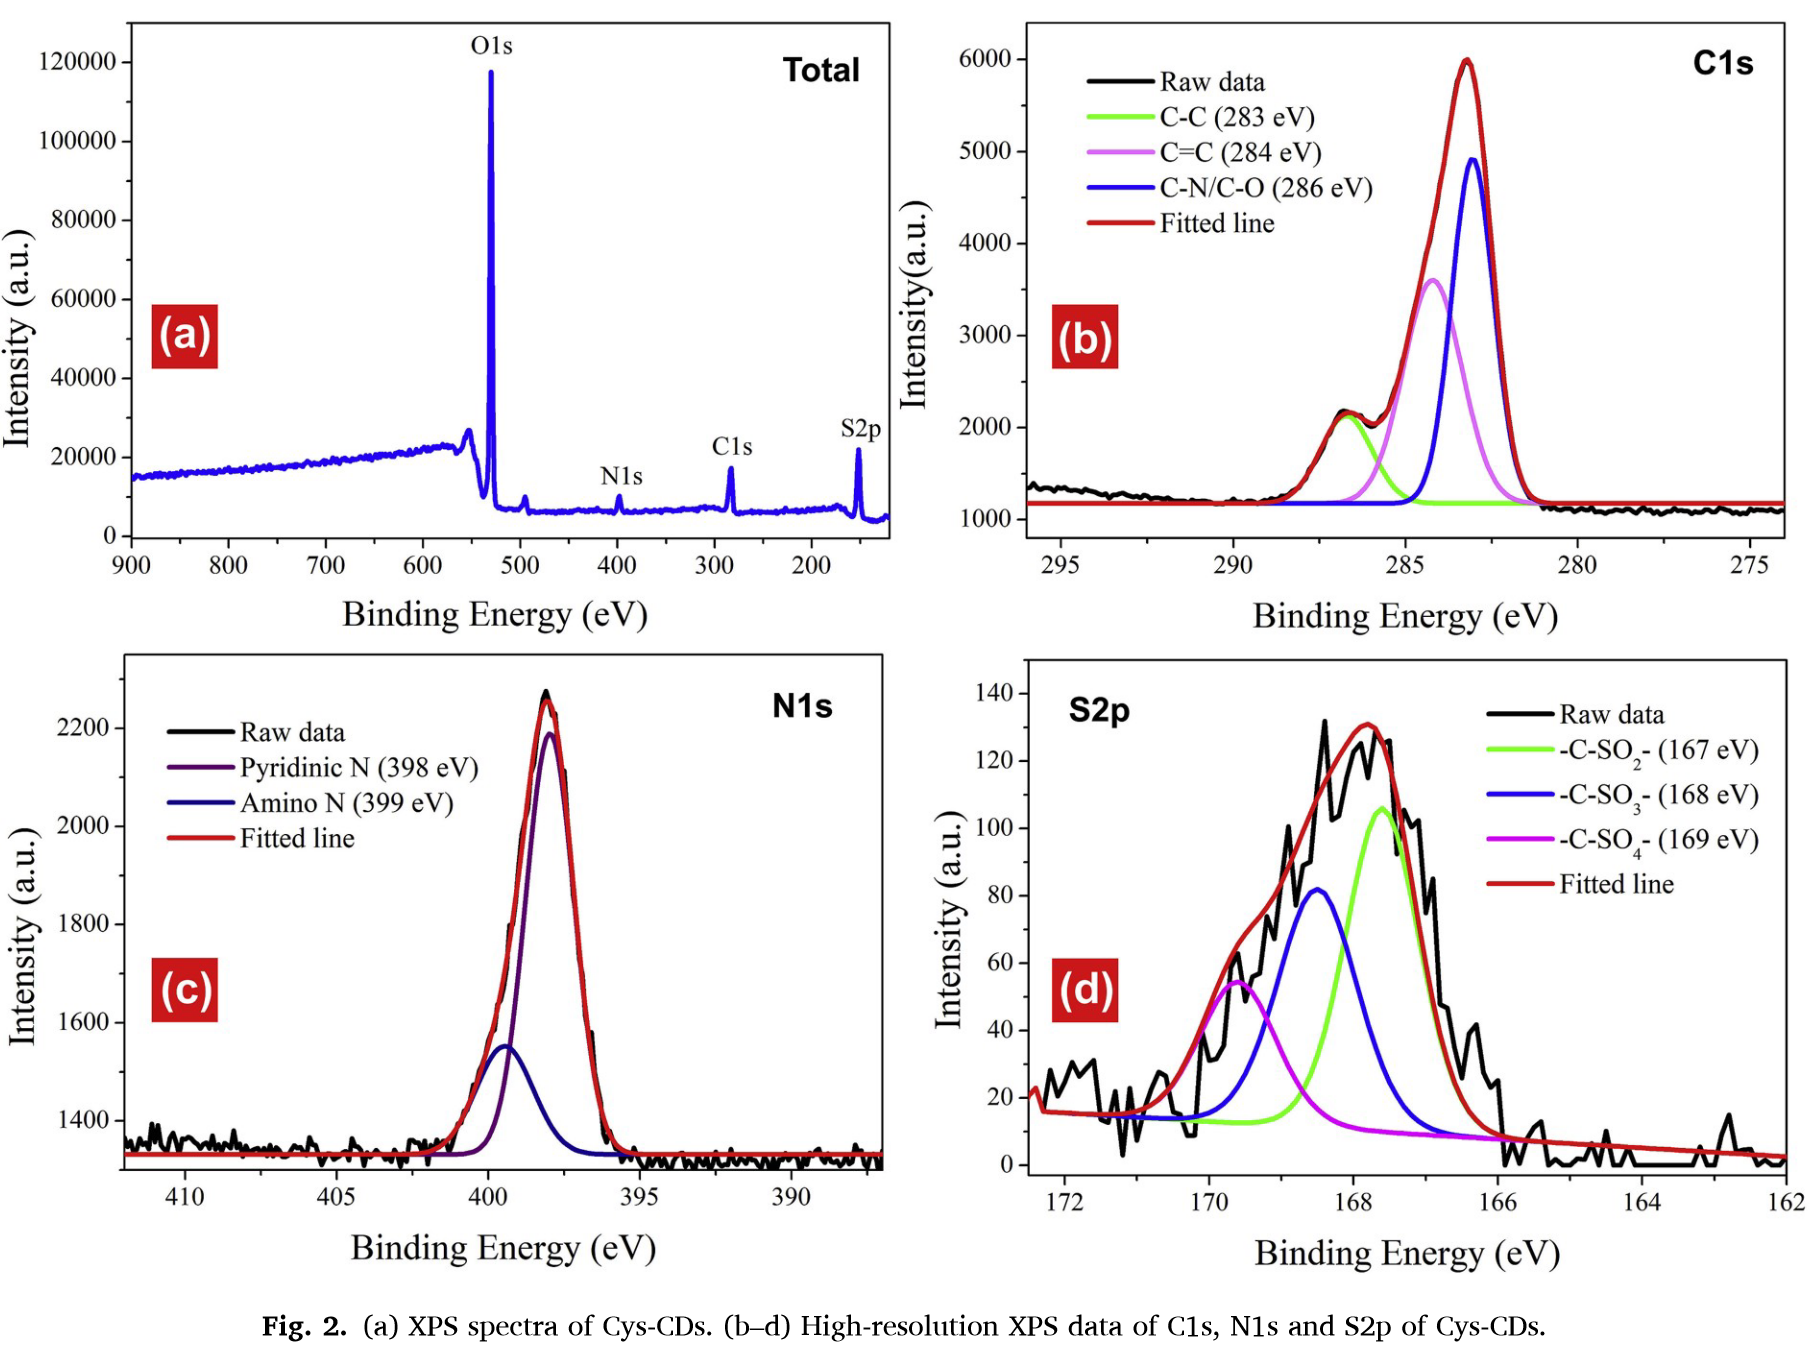 O1s
Total
120000
100000
80000
60000
40000
20000
0
N1s
C1s
S2p
(a)
Intensity (a.u.)
900 800 700 600 500 400 300 200
Binding Energy (eV)
C1s
6000
5000
4000
3000
2000
1000
Raw data
C-C (283 eV)
C=C (284 eV)
C-N/C-O (286 eV)
Fitted line
(b)
Intensity(a.u.)
295 290 285 280 275
Binding Energy (eV)
N1s
2200
2000
1800
1600
1400
Raw data
Pyridinic N (398 eV)
Amino N (399 eV)
Fitted line
(c)
Intensity (a.u.)
410 405 400 395 390
Binding Energy (eV)
S2p
140
120
100
80
60
40
20
0
Raw data
-C-SO₂- (167 eV)
-C-SO₃- (168 eV)
-C-SO₄- (169 eV)
Fitted line
(d)
Intensity (a.u.)
172 170 168 166 164 162
Binding Energy (eV)
Fig. 2. (a) XPS spectra of Cys-CDs. (b–d) High-resolution XPS data of C1s, N1s and S2p of Cys-CDs.